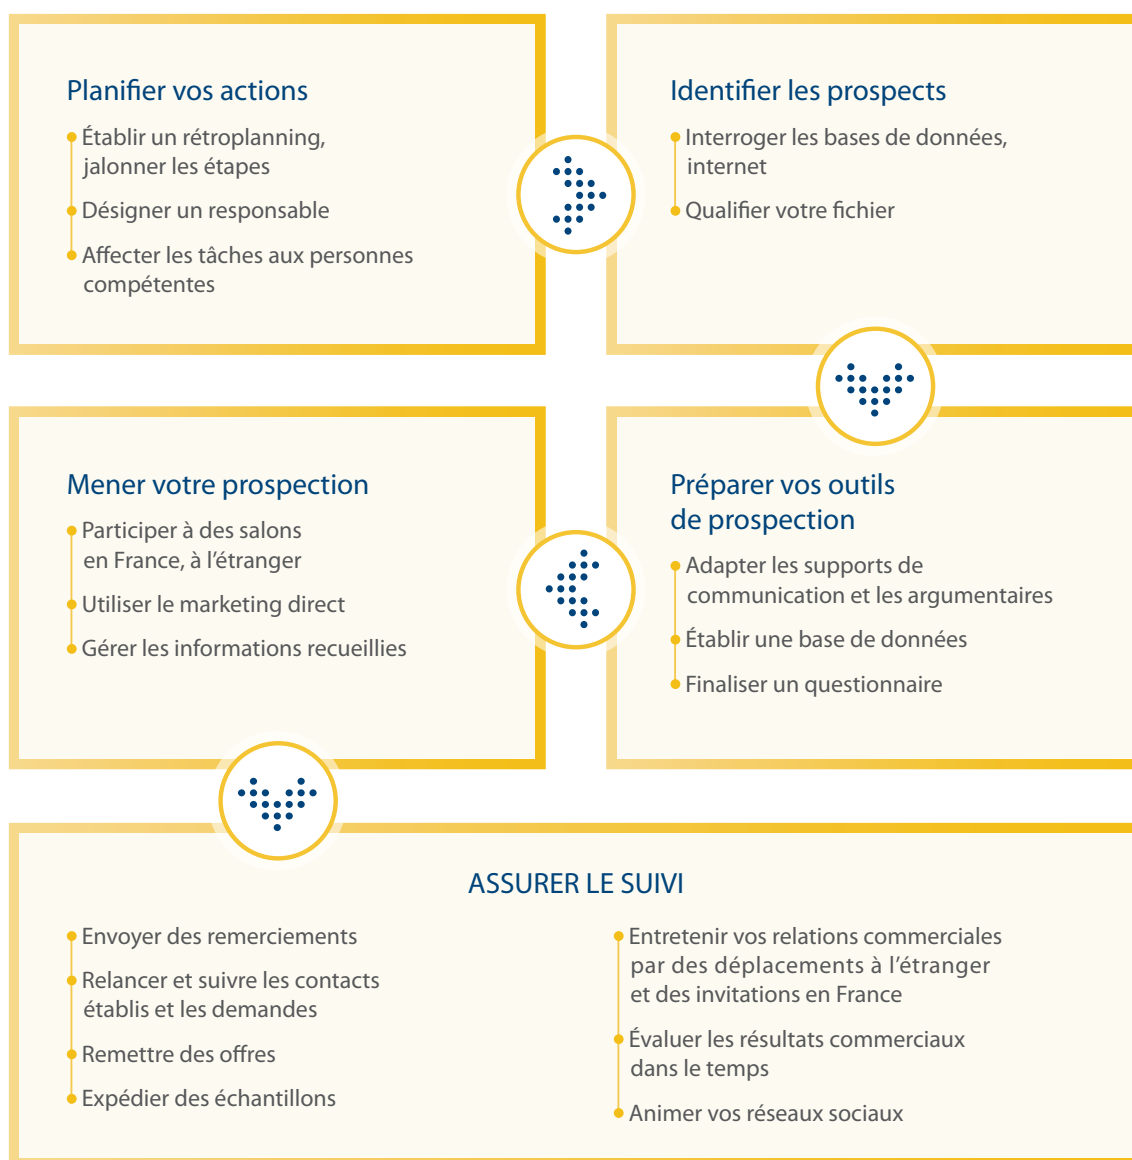 Planifier vos actions
Établir un rétroplanning,
jalonner les étapes
Désigner un responsable
Affecter les tâches aux personnes
compétentes
Identifier les prospects
Interroger les bases de données,
internet
Qualifier votre fichier
Préparer vos outils
de prospection
Adapter les supports de
communication et les argumentaires
Établir une base de données
Finaliser un questionnaire
Mener votre prospection
Participer à des salons
en France, à l’étranger
Utiliser le marketing direct
Gérer les informations recueillies
ASSURER LE SUIVI
Envoyer des remerciements
Relancer et suivre les contacts
établis et les demandes
Remettre des offres
Expédier des échantillons
Entretenir vos relations commerciales
par des déplacements à l’étranger
et des invitations en France
Évaluer les résultats commerciaux
dans le temps
Animer vos réseaux sociaux